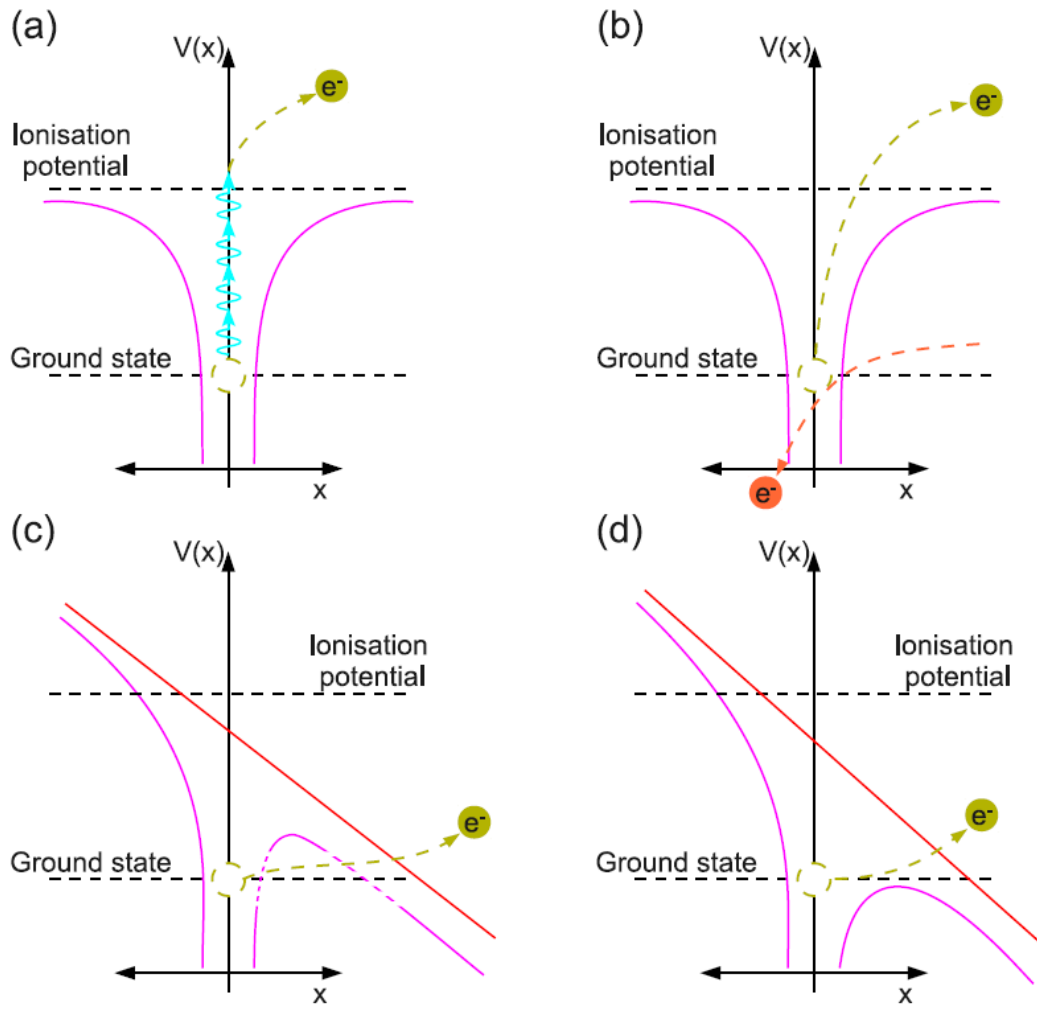 (a)
V(x)
e-
Ionisation
potential
Ground state
x
(b)
V(x)
e-
Ionisation
potential
Ground state
e-
x
(c)
V(x)
Ionisation
potential
e-
Ground state
x
(d)
V(x)
Ionisation
potential
e-
Ground state
x